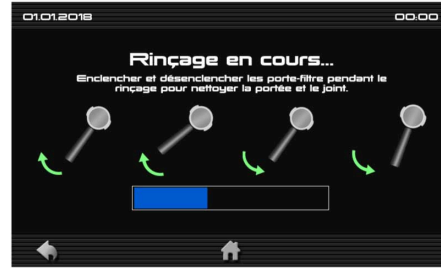 01.01.2018 00:00
Rinçage en cours...
Enclencher et désenclencher les porte-filtre pendant le
rinçage pour nettoyer la portée et le joint.